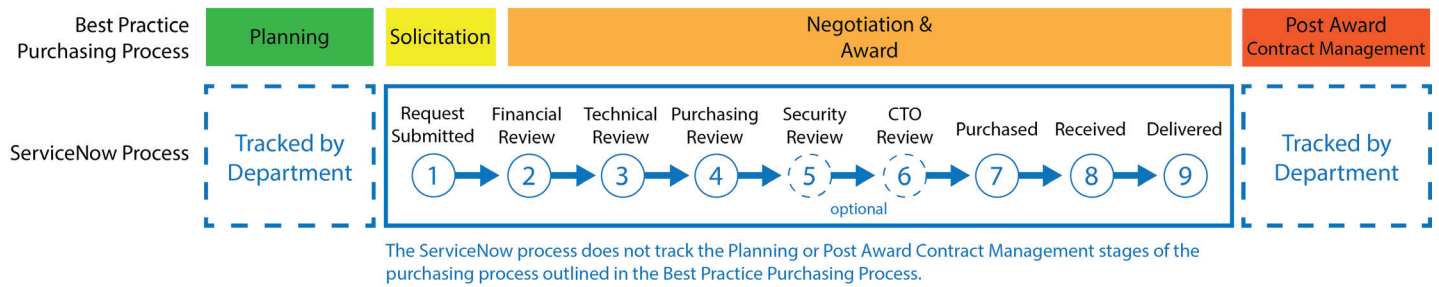 Best Practice
Purchasing Process
Planning
Solicitation
Negotiation &
Award
Post Award
Contract Management
ServiceNow Process
Tracked by
Department
Request
Submitted
Financial
Review
Technical
Review
Purchasing
Review
Security
Review
CTO
Review
Purchased
Received
Delivered
1
2
3
4
5
6
7
8
9
optional
Tracked by
Department
The ServiceNow process does not track the Planning or Post Award Contract Management stages of the
purchasing process outlined in the Best Practice Purchasing Process.